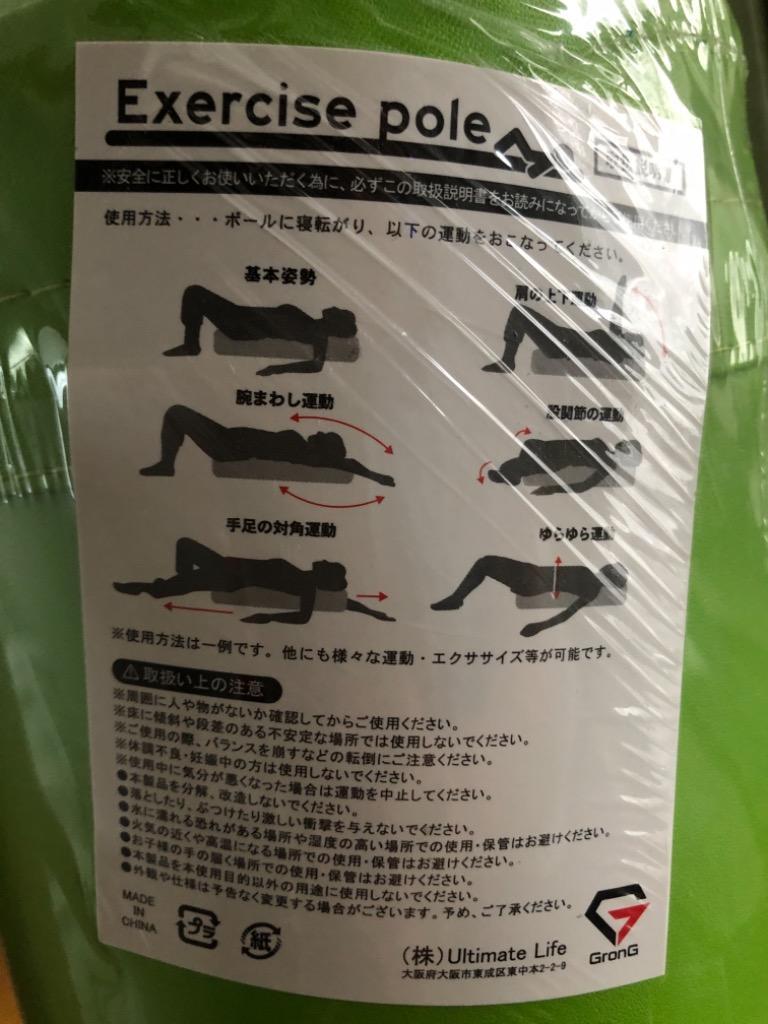 Exercise pole
※安全に正しくお使いいただく為に、必ずこの取扱説明書をお読みになって
使用方法・・・ポールに寝転がり、以下の運動をおこなってください。
基本姿勢
肩の上下運動
腕まわし運動
股関節の運動
手足の対角運動
ゆらゆら運動
※使用方法は一例です。他にも様々な運動・エクササイズ等が可能です。
⚠取扱い上の注意
※周囲に人や物がないか確認してからご使用ください。
※床に傾斜や段差のある不安定な場所では使用しないでください。
※ご使用の際、バランスを崩すなどの転倒にご注意ください。
※体調不良・妊娠中の方は使用しないでください。
※使用中に気分が悪くなった場合は運動を中止してください。
●本製品を分解、改造しないでください。
●落としたり、ぶつけたり激しい衝撃を与えないでください。
●水に濡れる恐れがある場所や湿度の高い場所での使用・保管はお避けください。
●火気の近くや高温になる場所での使用・保管はお避けください。
●お子様の手の届く場所での使用・保管はお避けください。
●本製品を本使用目的以外の用途に使用しないでください。
●外観や仕様は予告なく変更する場合がございます。予め、ご了承ください。
MADE
IN
CHINA
プラ
紙
GronG
(株)Ultimate Life
大阪府大阪市東成区東中本2-2-9